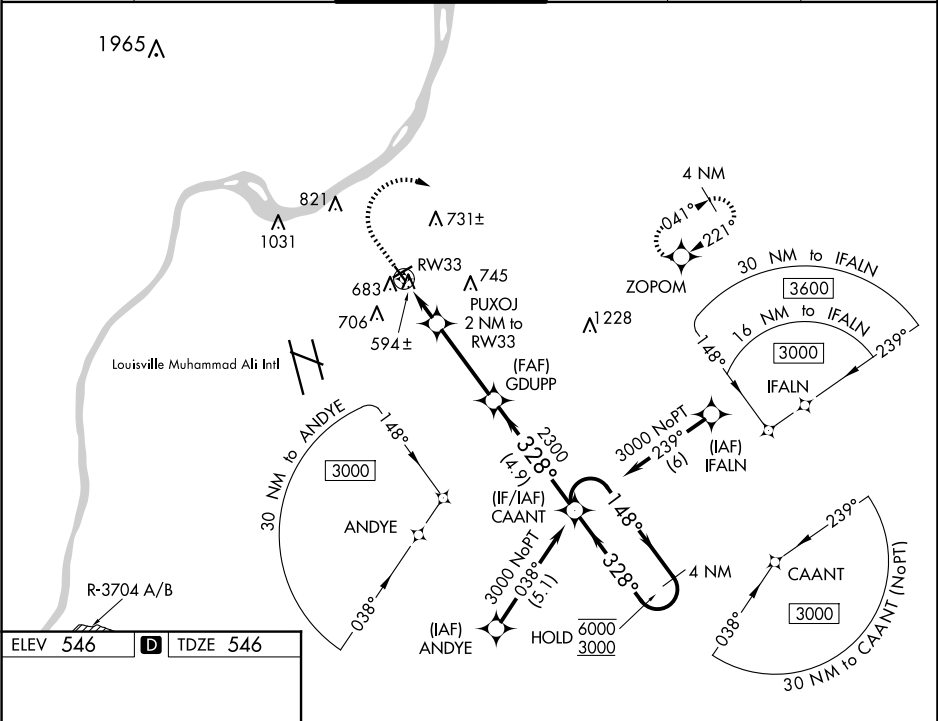 1965
821
1031
731±
4 NM
041°
221°
ZOPOM
RW33
683
745
PUXOJ
2 NM to
RW33
706
594±
1228
30 NM to IFALN
3600
16 NM to IFALN
3000
148°
239°
IFALN
Louisville Muhammad Ali Intl
(FAF)
GDUPP
2300
328°
(4.9)
3000 NoPT
239°
(6)
(IAF)
IFALN
30 NM to ANDYE
148°
3000
ANDYE
038°
(IF/IAF)
CAANT
148°
328°
4 NM
3000 NoPT
038°
(5.1)
(IAF)
ANDYE
HOLD
6000
3000
239°
CAANT
3000
038°
30 NM to CAANT (NoPT)
R-3704 A/B
ELEV 546 D TDZE 546